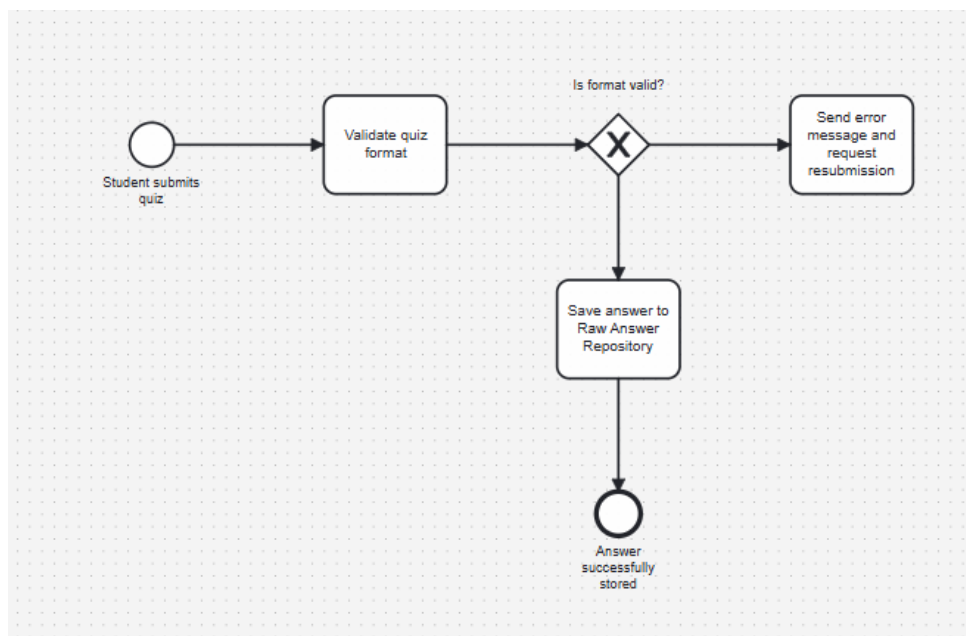 Is format valid?
Validate quiz
format
Send error
message and
request
resubmission
Student submits
quiz
Save answer to
Raw Answer
Repository
Answer
successfully
stored